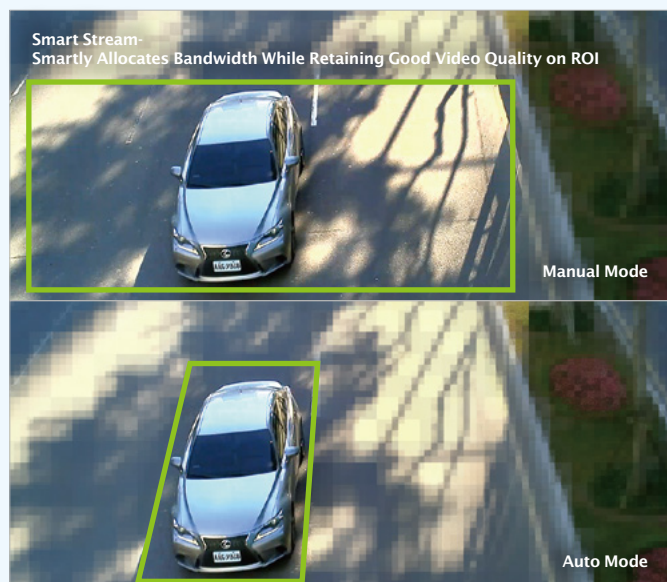 Smart Stream-
Smartly Allocates Bandwidth While Retaining Good Video Quality on ROI
Manual Mode
Auto Mode